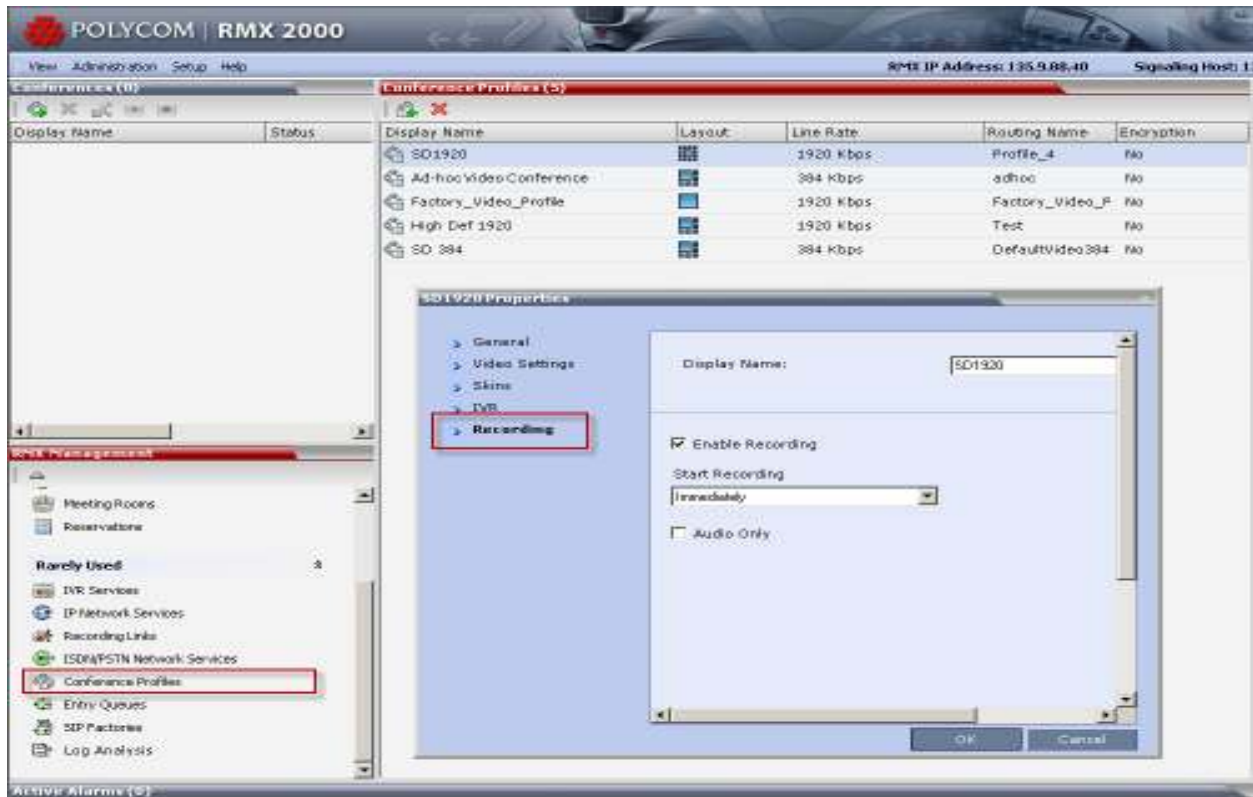 POLYCOM | RMX 2000
View Administration Setup Help
RMX IP Address: 135.9.88.40 Signaling Host: 1
Conferences (0)
Display Name Status
Conference Profiles (5)
Display Name Layout Line Rate Routing Name Encryption
SD1920 1920 Kbps Profile_4 No
Ad-hoc Video Conference 384 Kbps adhoc No
Factory_Video_Profile 1920 Kbps Factory_Video_P No
High Def 1920 1920 Kbps Test No
SD 384 384 Kbps DefaultVideo384 No
SD1920 Properties
General
Video Settings
Skins
IVR
Recording
Display Name: SD1920
Enable Recording
Start Recording
Immediately
Audio Only
OK Cancel
RMX Management
Meeting Rooms
Reservations
Rarely Used
IVR Services
IP Network Services
Recording Links
ISDN/PSTN Network Services
Conference Profiles
Entry Queues
SIP Factories
Log Analysis
Active Alarms (0)